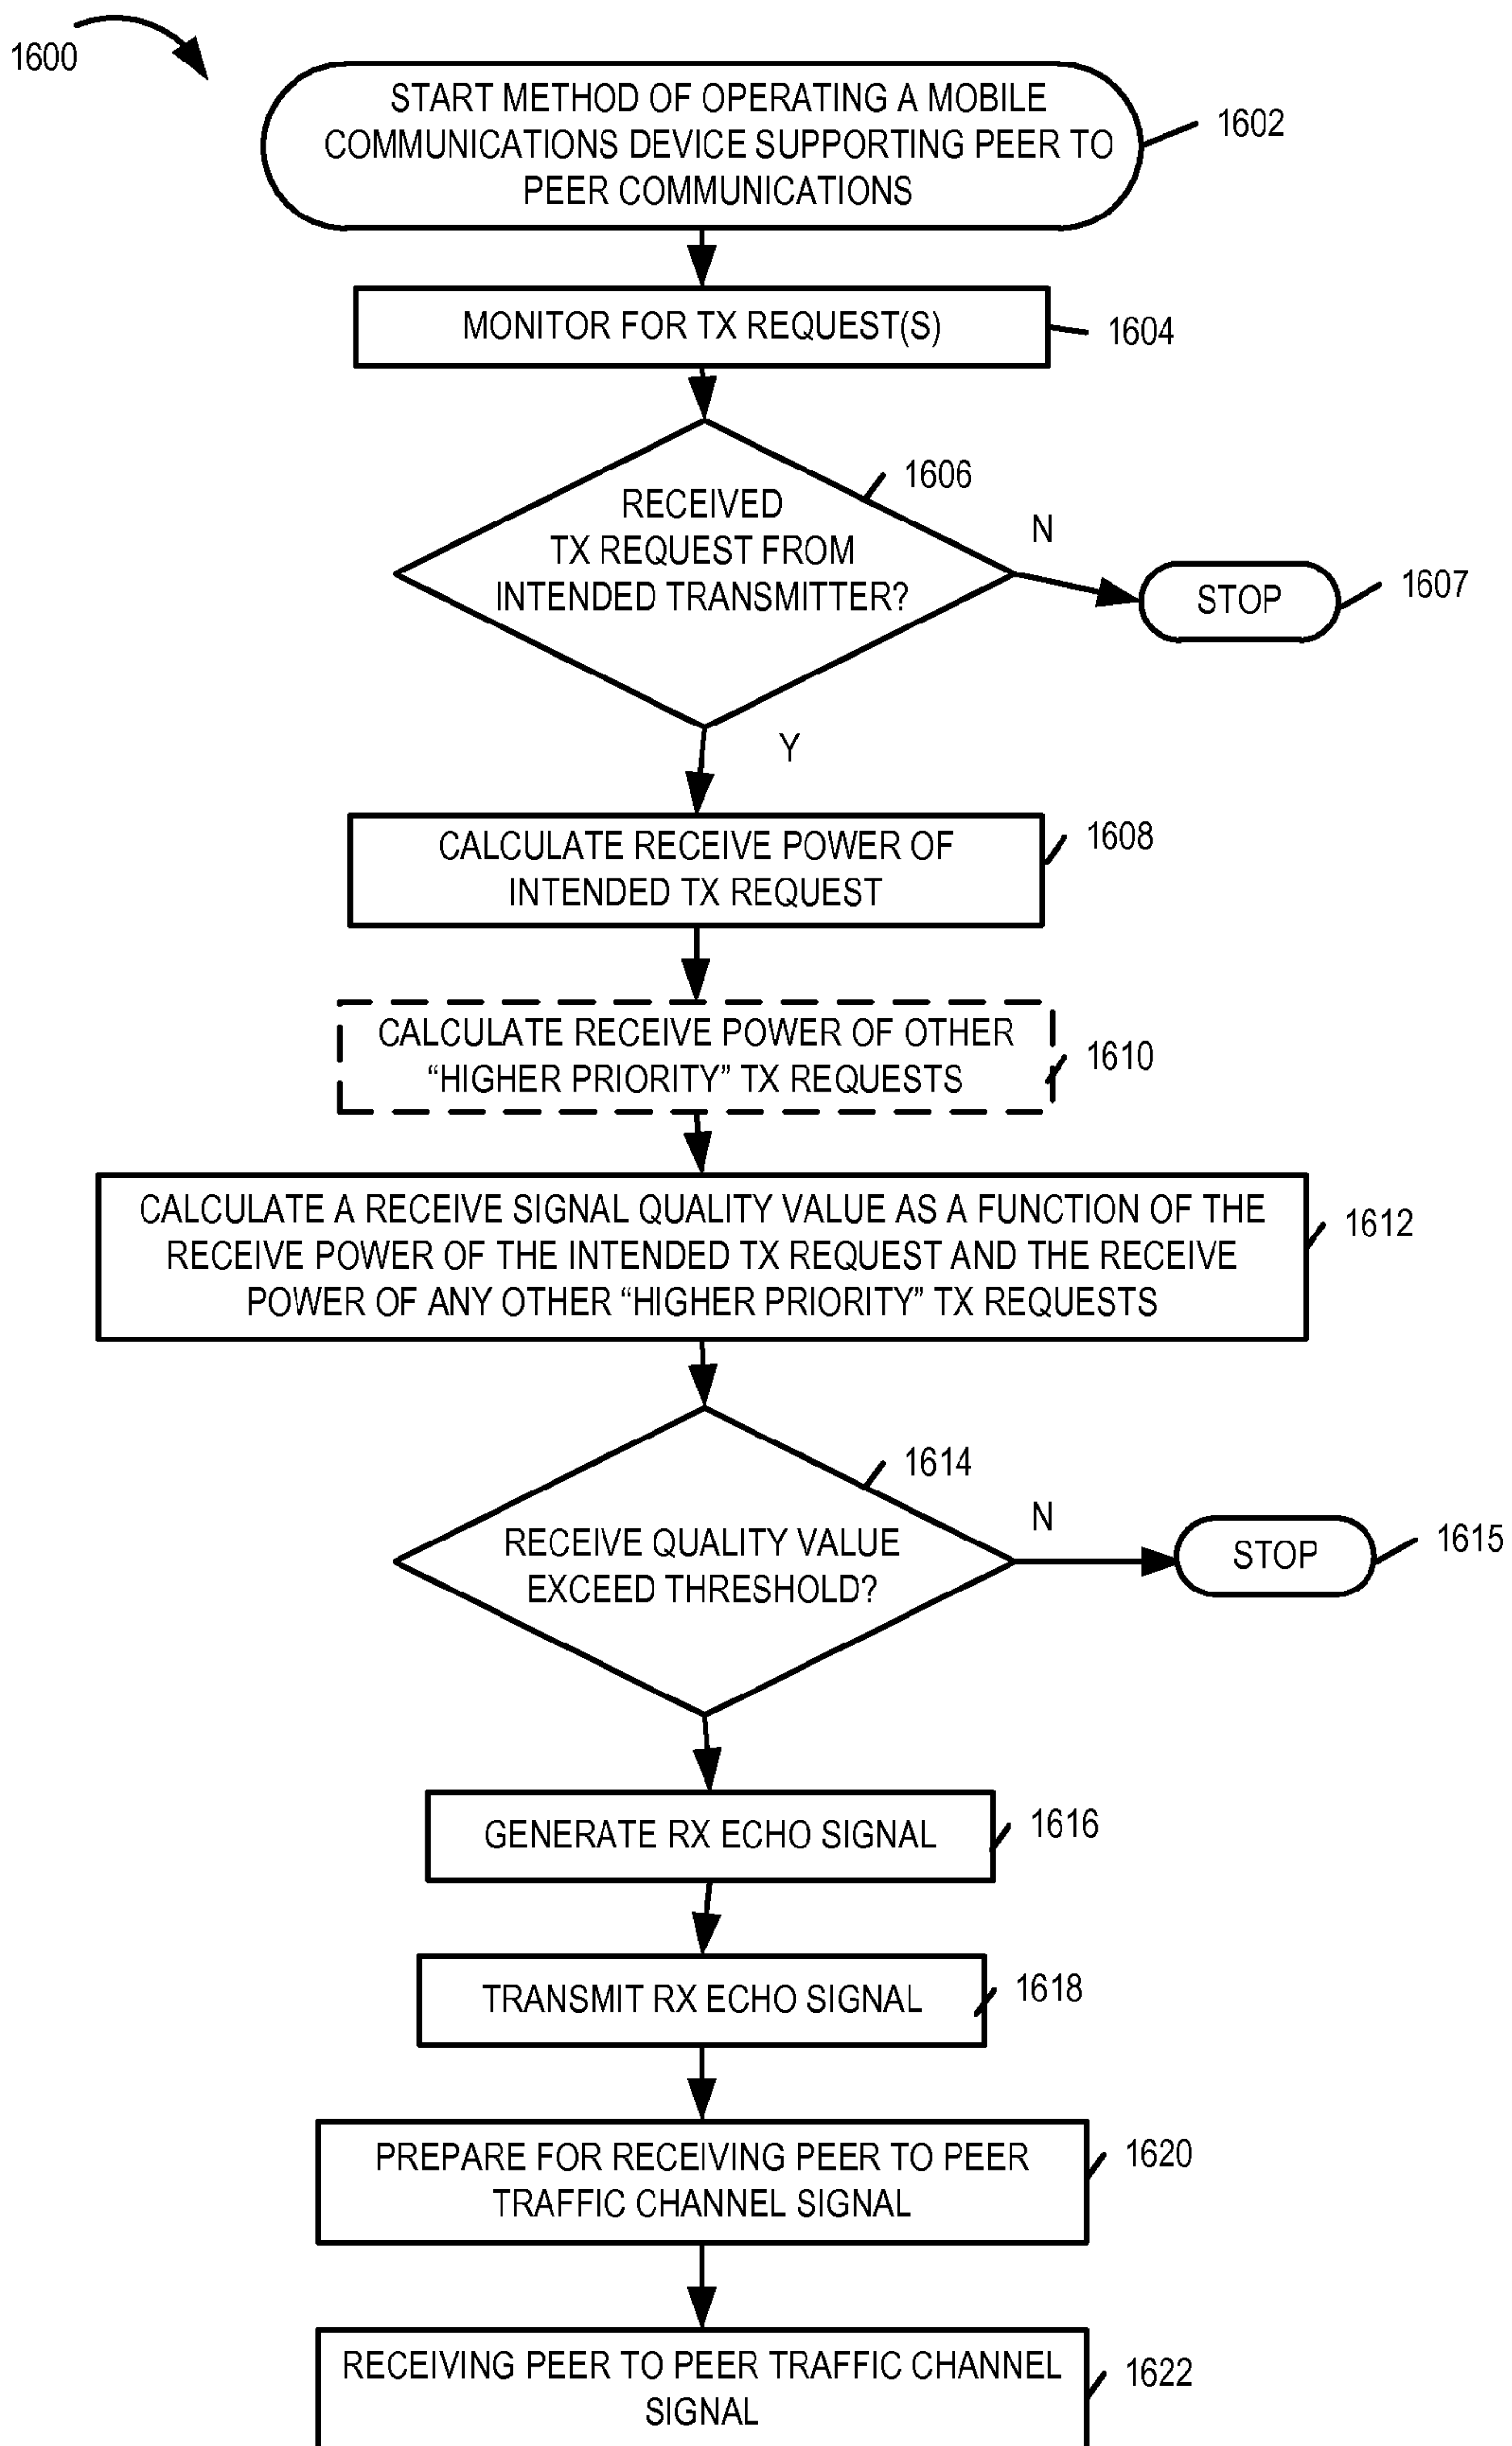 1600
START METHOD OF OPERATING A MOBILE
COMMUNICATIONS DEVICE SUPPORTING PEER TO
PEER COMMUNICATIONS
1602
MONITOR FOR TX REQUEST(S)
1604
1606
RECEIVED
TX REQUEST FROM
INTENDED TRANSMITTER?
N
STOP
1607
Y
CALCULATE RECEIVE POWER OF
INTENDED TX REQUEST
1608
CALCULATE RECEIVE POWER OF OTHER
“HIGHER PRIORITY” TX REQUESTS
1610
CALCULATE A RECEIVE SIGNAL QUALITY VALUE AS A FUNCTION OF THE
RECEIVE POWER OF THE INTENDED TX REQUEST AND THE RECEIVE
POWER OF ANY OTHER “HIGHER PRIORITY” TX REQUESTS
1612
1614
RECEIVE QUALITY VALUE
EXCEED THRESHOLD?
N
STOP
1615
GENERATE RX ECHO SIGNAL
1616
TRANSMIT RX ECHO SIGNAL
1618
PREPARE FOR RECEIVING PEER TO PEER
TRAFFIC CHANNEL SIGNAL
1620
RECEIVING PEER TO PEER TRAFFIC CHANNEL
SIGNAL
1622